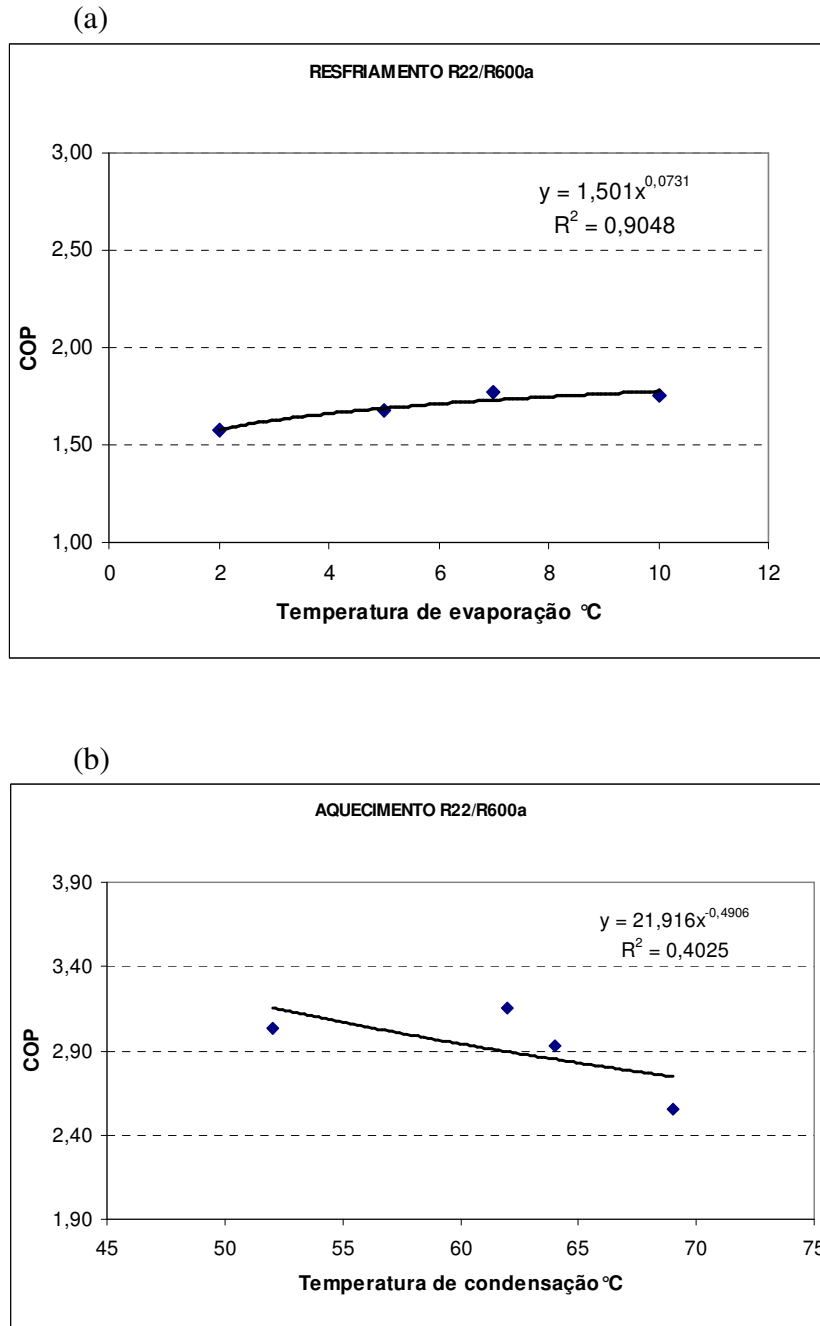 (a)
RESFRIAMENTO R22/R600a
3,00
2,50
2,00
1,50
1,00
COP
y = 1,501x^0,0731
R² = 0,9048
0 2 4 6 8 10 12
Temperatura de evaporação °C
(b)
AQUECIMENTO R22/R600a
3,90
3,40
2,90
2,40
1,90
COP
y = 21,916x^-0,4906
R² = 0,4025
45 50 55 60 65 70 75
Temperatura de condensação °C